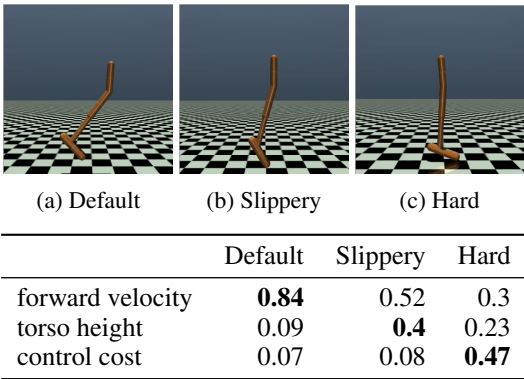 (a) Default (b) Slippery (c) Hard
Default Slippery Hard
forward velocity 0.84 0.52 0.3
torso height 0.09 0.4 0.23
control cost 0.07 0.08 0.47